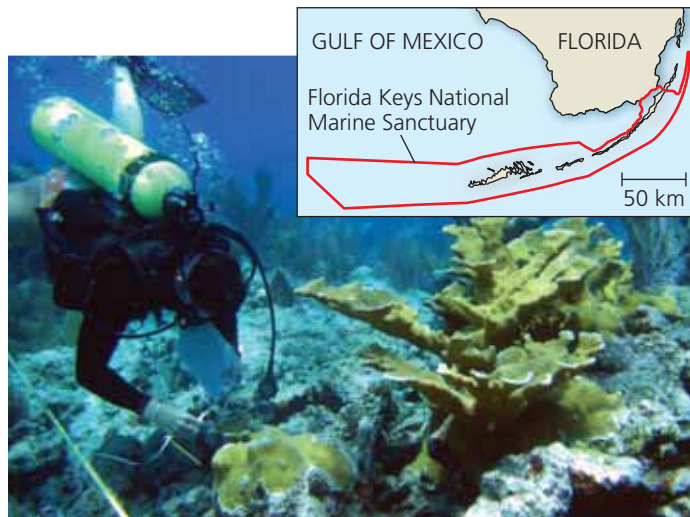 GULF OF MEXICO
FLORIDA
Florida Keys National
Marine Sanctuary
50 km